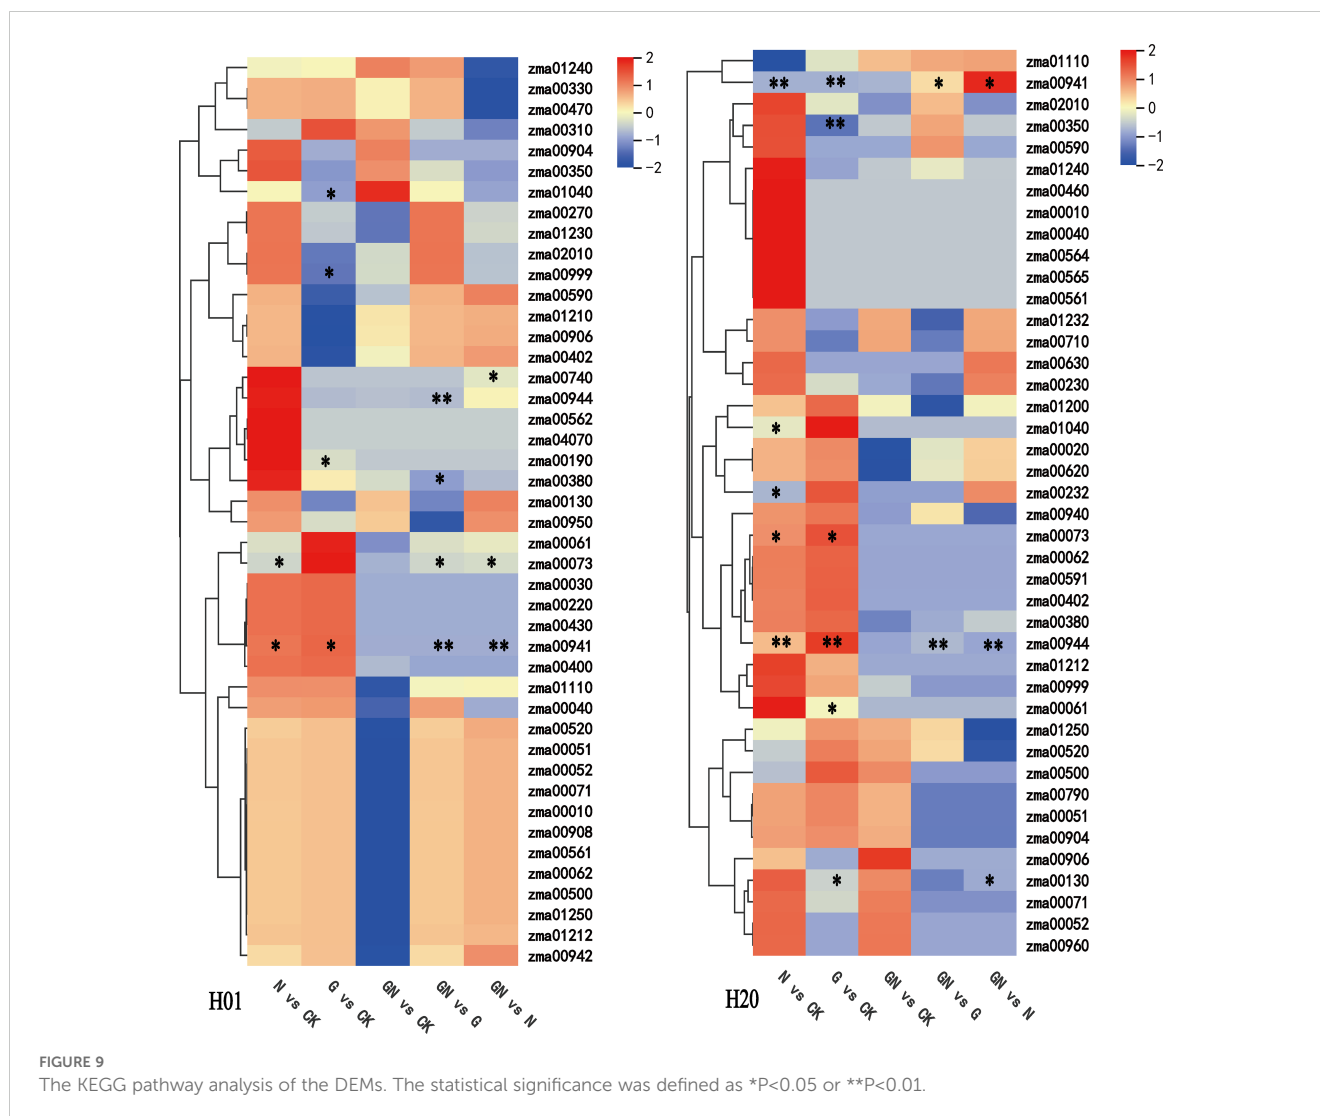 zma01240
zma00330
zma00470
zma00310
zma00904
zma00350
zma01040
*
zma00270
zma01230
zma02010
zma00999
*
zma00590
zma01210
zma00906
zma00402
zma00740
*
zma00944
**
zma00562
zma04070
zma00190
*
zma00380
*
zma00130
zma00950
zma00061
zma00073
* * *
zma00030
zma00220
zma00430
zma00941
* * ** **
zma00400
zma01110
zma00040
zma00520
zma00051
zma00052
zma00071
zma00010
zma00908
zma00561
zma00062
zma00500
zma01250
zma01212
zma00942
2
1
0
−1
−2
H01
N vs CK
G vs CK
GN vs CK
GN vs G
GN vs N
zma01110
zma00941
** ** * *
zma02010
zma00350
**
zma00590
zma01240
zma00460
zma00010
zma00040
zma00564
zma00565
zma00561
zma01232
zma00710
zma00630
zma00230
zma01200
zma01040
*
zma00020
zma00620
zma00232
*
zma00940
zma00073
* *
zma00062
zma00591
zma00402
zma00380
zma00944
** ** ** **
zma01212
zma00999
zma00061
*
zma01250
zma00520
zma00500
zma00790
zma00051
zma00904
zma00906
zma00130
* *
zma00071
zma00052
zma00960
2
1
0
−1
−2
H20
N vs CK
G vs CK
GN vs CK
GN vs G
GN vs N
FIGURE 9
The KEGG pathway analysis of the DEMs. The statistical significance was defined as *P<0.05 or **P<0.01.